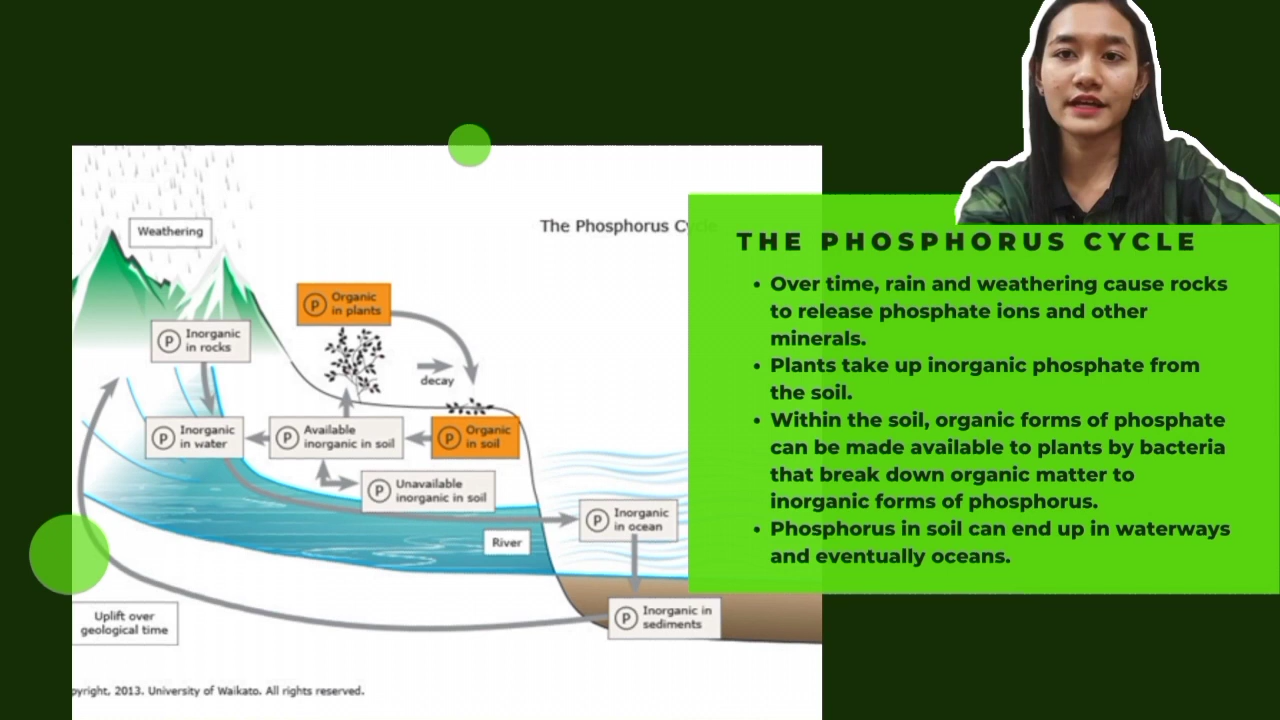 The Phosphorus Cycle
Weathering
P Organic
in plants
P Inorganic
in rocks
decay
P Inorganic
in water
P Available
inorganic in soil
P Organic
in soil
P Unavailable
inorganic in soil
P Inorganic
in ocean
River
P Inorganic in
sediments
Uplift over
geological time
pyright. 2013. University of Waikato. All rights reserved.
THE PHOSPHORUS CYCLE
• Over time, rain and weathering cause rocks
to release phosphate ions and other
minerals.
• Plants take up inorganic phosphate from
the soil.
• Within the soil, organic forms of phosphate
can be made available to plants by bacteria
that break down organic matter to
inorganic forms of phosphorus.
• Phosphorus in soil can end up in waterways
and eventually oceans.